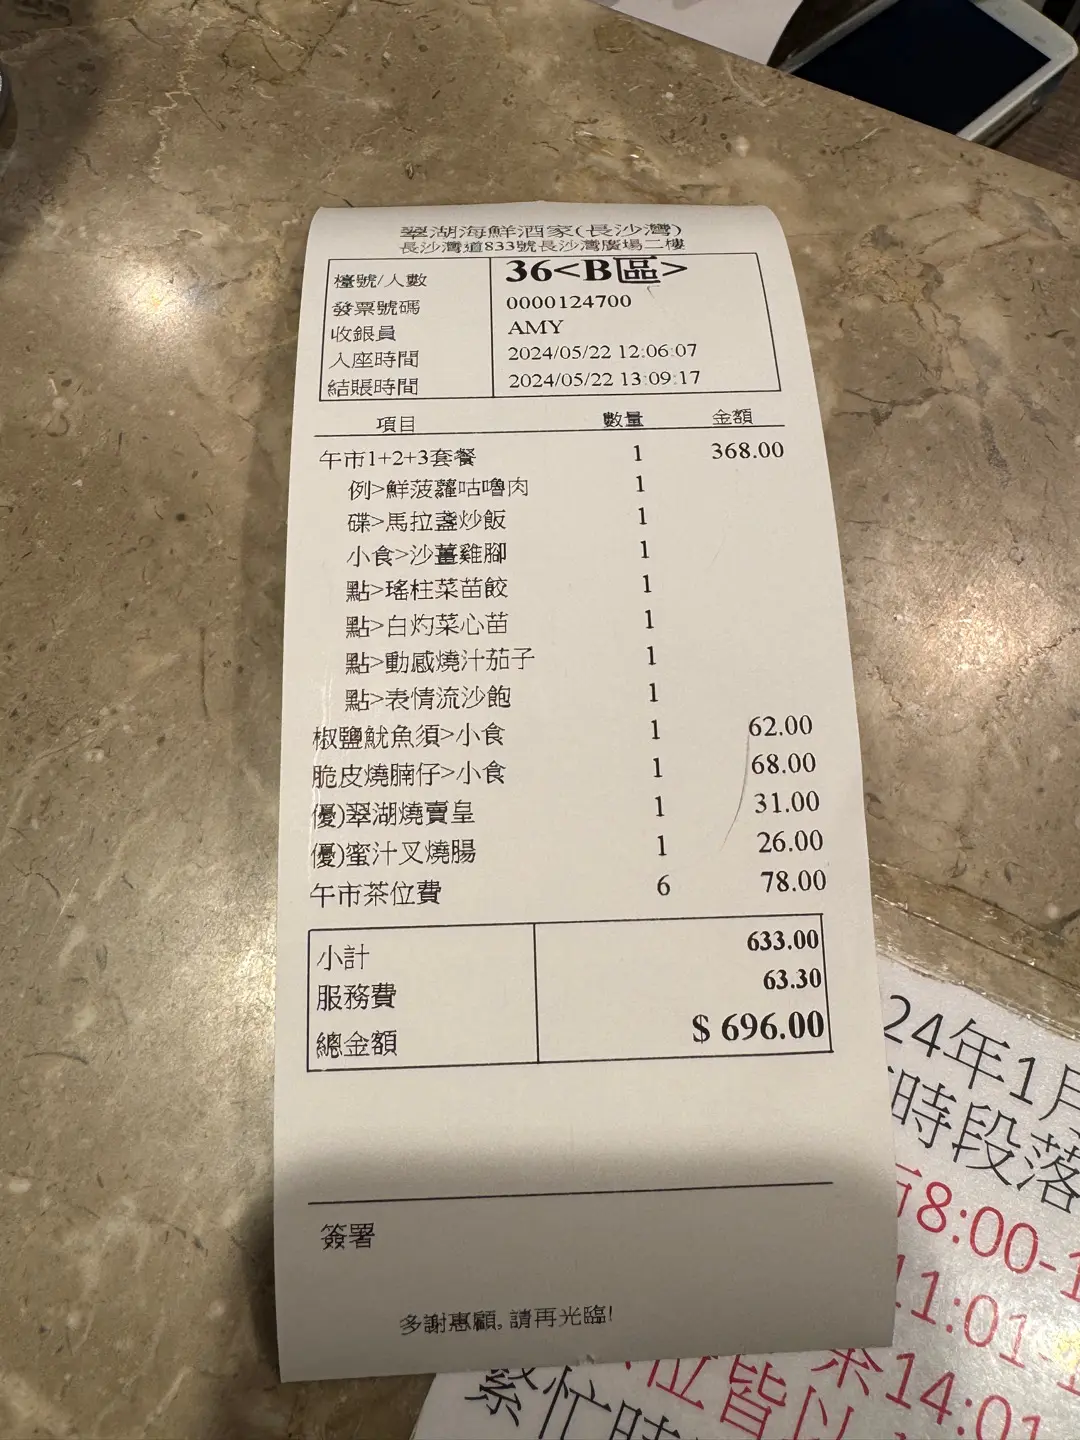 翠湖海鮮酒家(長沙灣)
長沙灣道833號長沙灣廣場二樓
檯號/人數 36<B區>
發票號碼 0000124700
收銀員 AMY
入座時間 2024/05/22 12:06:07
結賬時間 2024/05/22 13:09:17
項目 數量 金額
午市1+2+3套餐 1 368.00
例>鮮菠蘿咕嚕肉 1
碟>馬拉盞炒飯 1
小食>沙薑雞腳 1
點>瑤柱菜苗餃 1
點>白灼菜心苗 1
點>動感燒汁茄子 1
點>表情流沙飽 1
椒鹽魷魚須>小食 1 62.00
脆皮燒腩仔>小食 1 68.00
優)翠湖燒賣皇 1 31.00
優)蜜汁叉燒腸 1 26.00
午市茶位費 6 78.00
小計 633.00
服務費 63.30
總金額 $ 696.00
簽署
多謝惠顧, 請再光臨!
24年1月
時段落
8:00-1
11:01-
位皆以 茶14:01
繁忙時